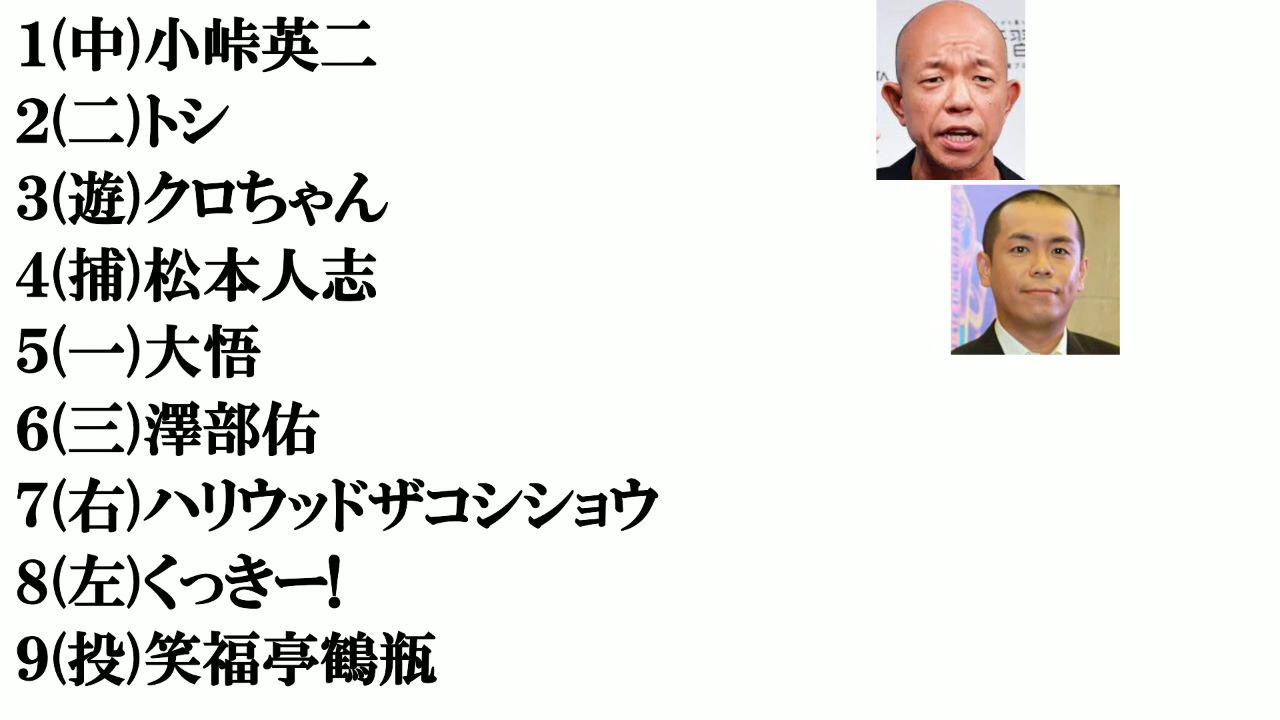 1(中)小峠英二
2(二)トシ
3(遊)クロちゃん
4(捕)松本人志
5(一)大悟
6(三)澤部佑
7(右)ハリウッドザコシショウ
8(左)くっきー!
9(投)笑福亭鶴瓶